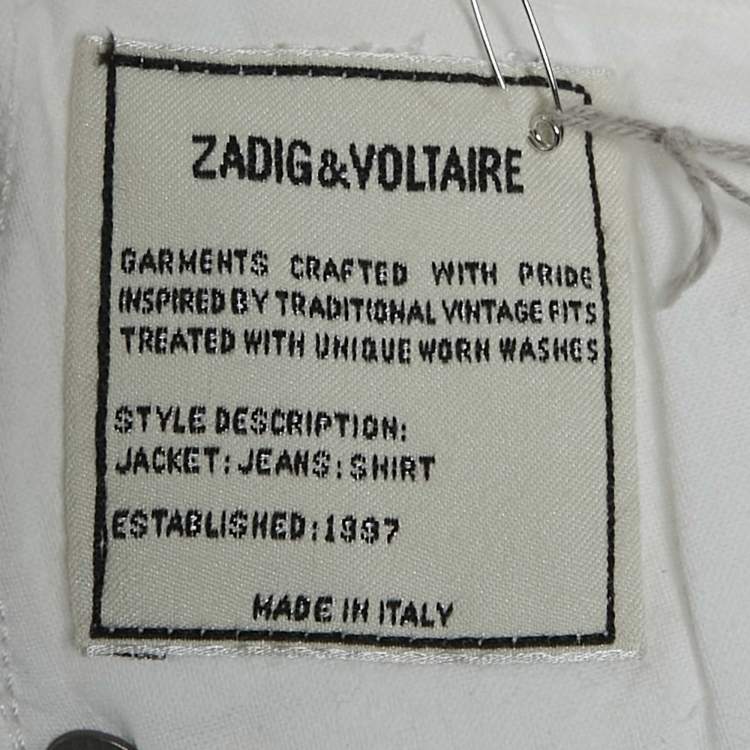 ZADIG&VOLTAIRE
GARMENTS CRAFTED WITH PRIDE
INSPIRED BY TRADITIONAL VINTAGE FITS
TREATED WITH UNIQUE WORN WASHES
STYLE DESCRIPTION:
JACKET:JEANS:SHIRT
ESTABLISHED:1997
MADE IN ITALY